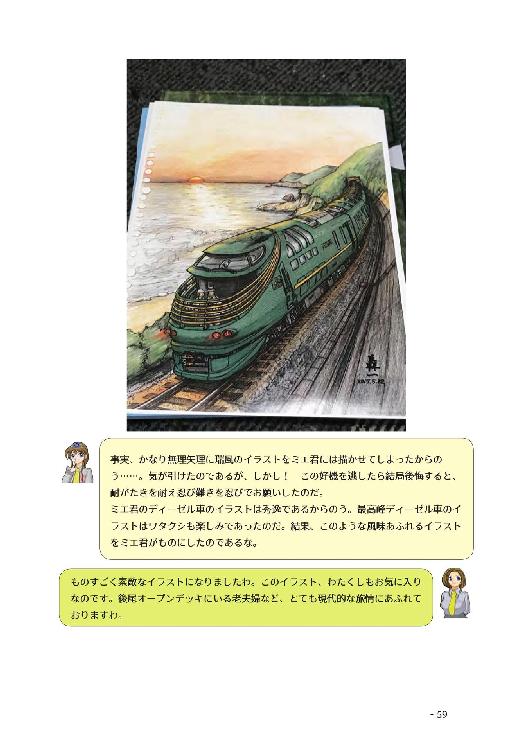 事実、かなり無理矢理に瑞風のイラストをミエ君には描かせてしまったからの
う……。気が引けたのであるが、しかし！　この好機を逃したら結局後悔すると、
耐えがたきを耐え忍び難きを忍びでお願いしたのだ。
ミエ君のディーゼル車のイラストは秀逸であるからのう。最高峰ディーゼル車のイ
ラストはワタクシも楽しみであったのだ。結果、このような風味あふれるイラスト
をミエ君がものにしたのであるな。
ものすごく素敵なイラストになりましたわ。このイラスト、わたくしもお気に入り
なのです。後尾オープンデッキにいる老夫婦など、とても現代的な旅情にあふれて
おりますわ。
- 59